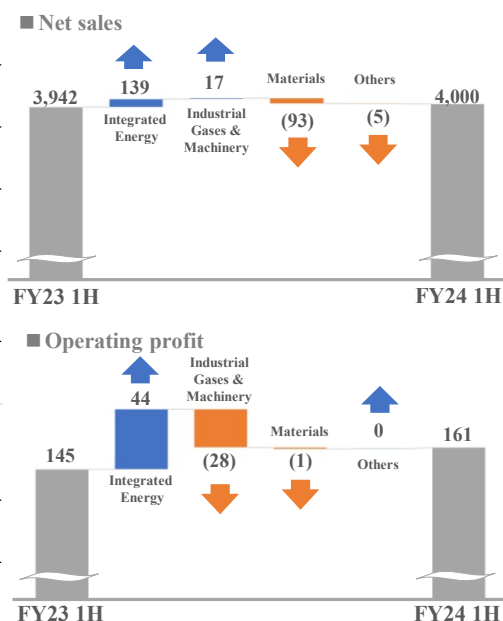 ■ Net sales
3,942
139
Integrated
Energy
17
Industrial
Gases &
Machinery
Materials
(93)
Others
(5)
4,000
FY23 1H
FY24 1H
■ Operating profit
145
44
Integrated
Energy
Industrial
Gases &
Machinery
(28)
Materials
(1)
0
Others
161
FY23 1H
FY24 1H